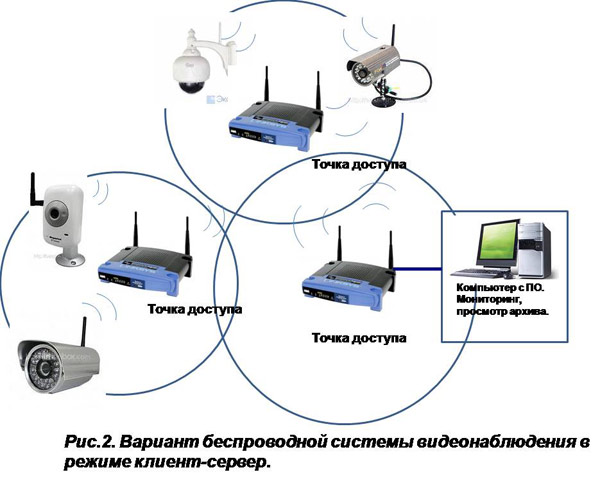 Точка доступа
Точка доступа
Точка доступа
Компьютер с ПО.
Мониторинг,
просмотр архива.
Рис.2. Вариант беспроводной системы видеонаблюдения в
режиме клиент-сервер.